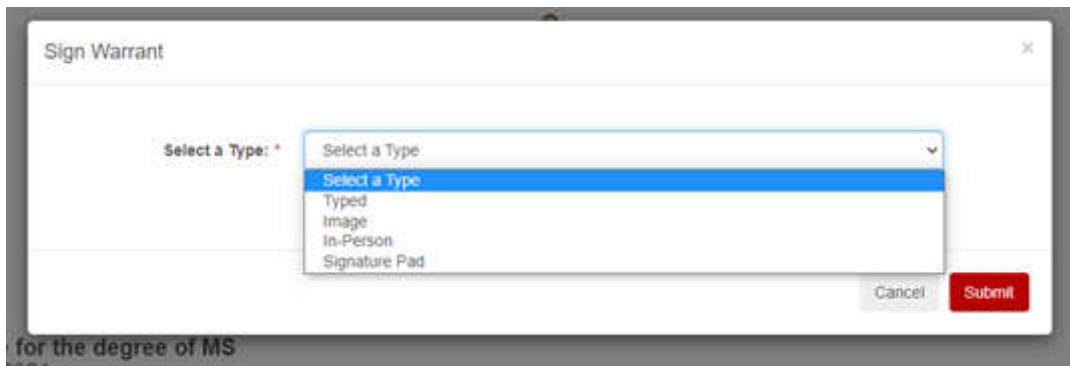 Sign Warrant ×
Select a Type: * Select a Type
Select a Type
Typed
Image
In-Person
Signature Pad
Cancel Submit
for the degree of MS